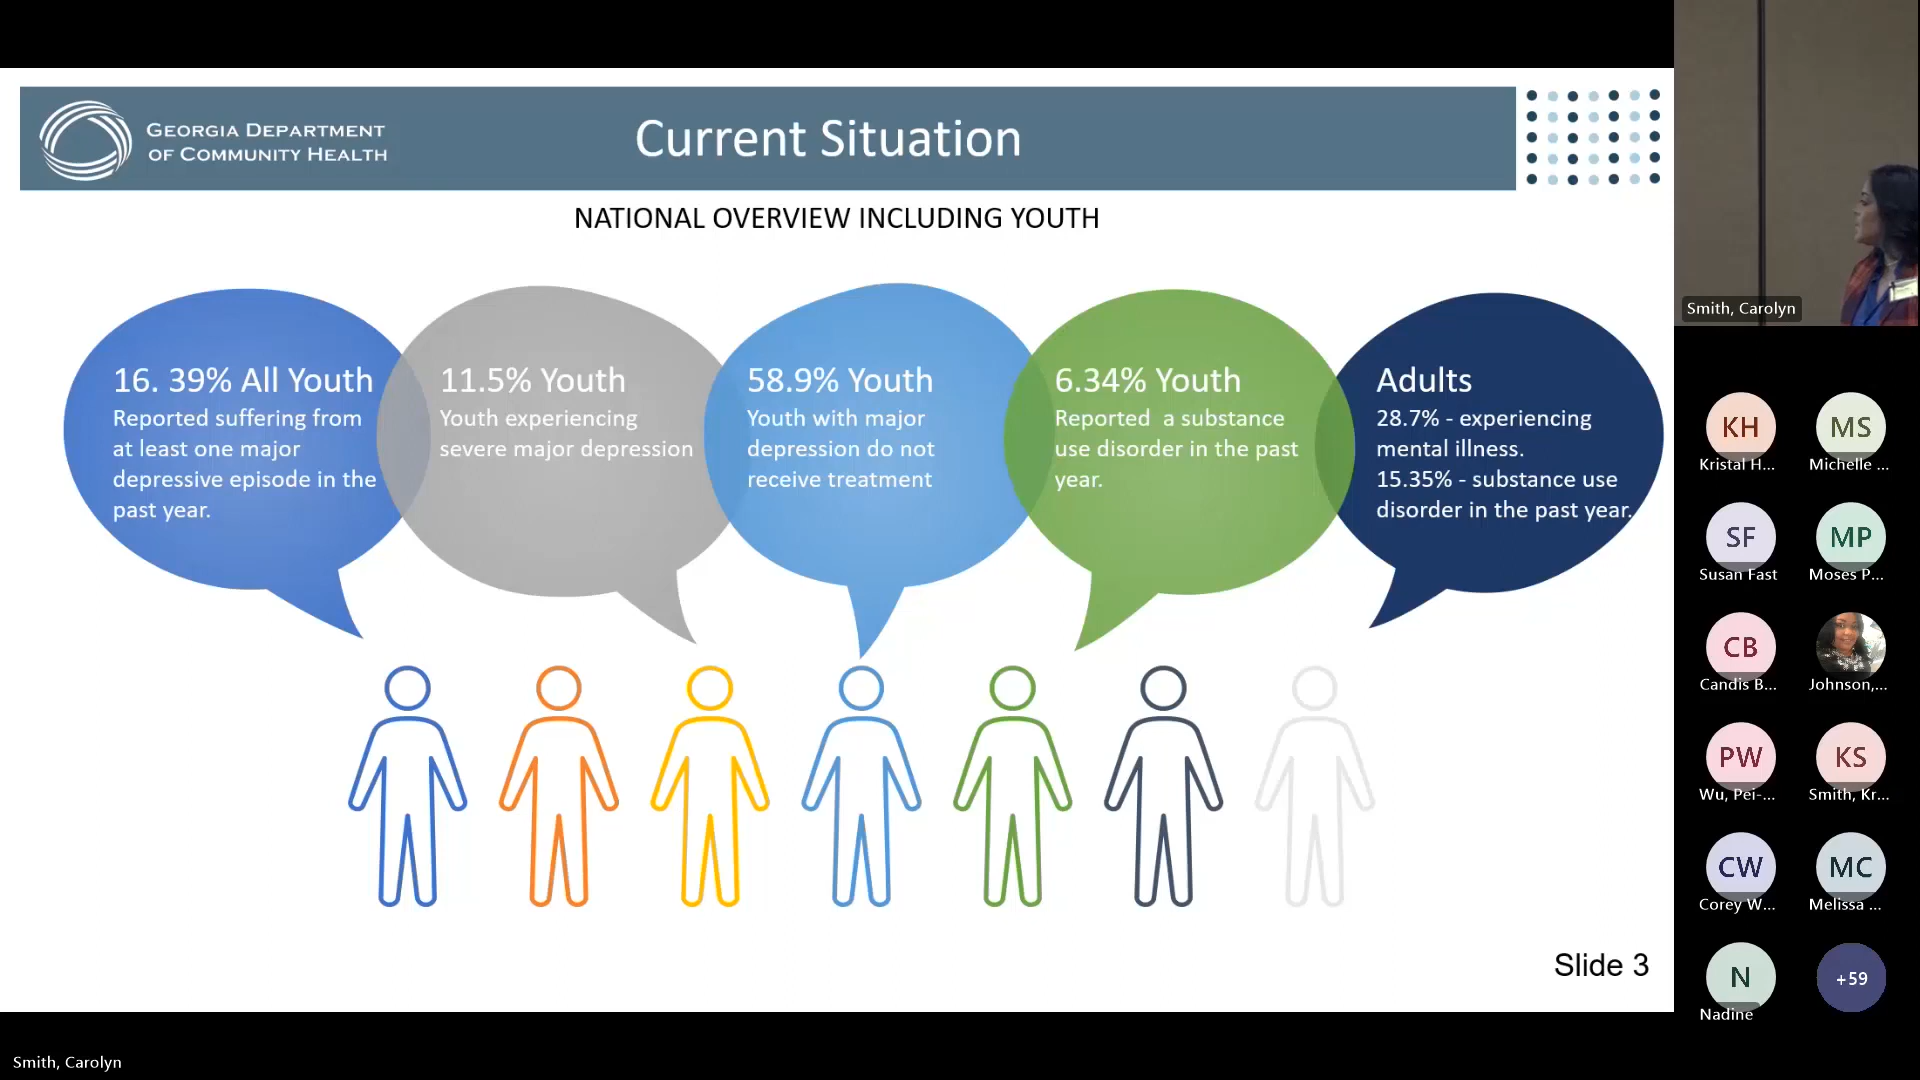 GEORGIA DEPARTMENT
OF COMMUNITY HEALTH
Current Situation
NATIONAL OVERVIEW INCLUDING YOUTH
16. 39% All Youth
Reported suffering from
at least one major
depressive episode in the
past year.
11.5% Youth
Youth experiencing
severe major depression
58.9% Youth
Youth with major
depression do not
receive treatment
6.34% Youth
Reported a substance
use disorder in the past
year.
Adults
28.7% - experiencing
mental illness.
15.35% - substance use
disorder in the past year.
Slide 3
Smith, Carolyn
Smith, Carolyn
KH
Kristal H...
MS
Michelle ...
SF
Susan Fast
MP
Moses P...
CB
Candis B...
Johnson,...
PW
Wu, Pei-...
KS
Smith, Kr...
CW
Corey W...
MC
Melissa ...
N
Nadine
+59